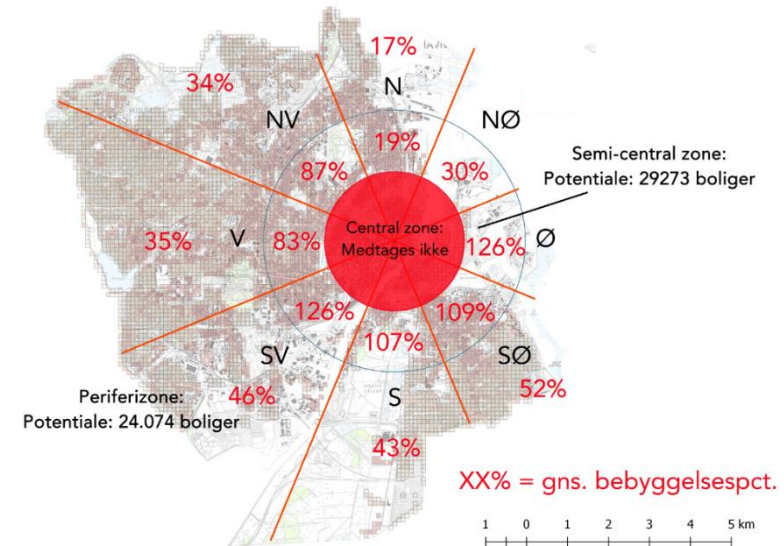 17%
N
34%
NV
NØ
19%
Semi-central zone:
Potentiale: 29273 boliger
87%
30%
Central zone:
Medtages ikke
35%
V
83%
126%
Ø
126%
109%
107%
SV
SØ
Periferizone:
Potentiale: 24.074 boliger
46%
S
52%
43%
XX% = gns. bebyggelsespct.
1 0 1 2 3 4 5 km